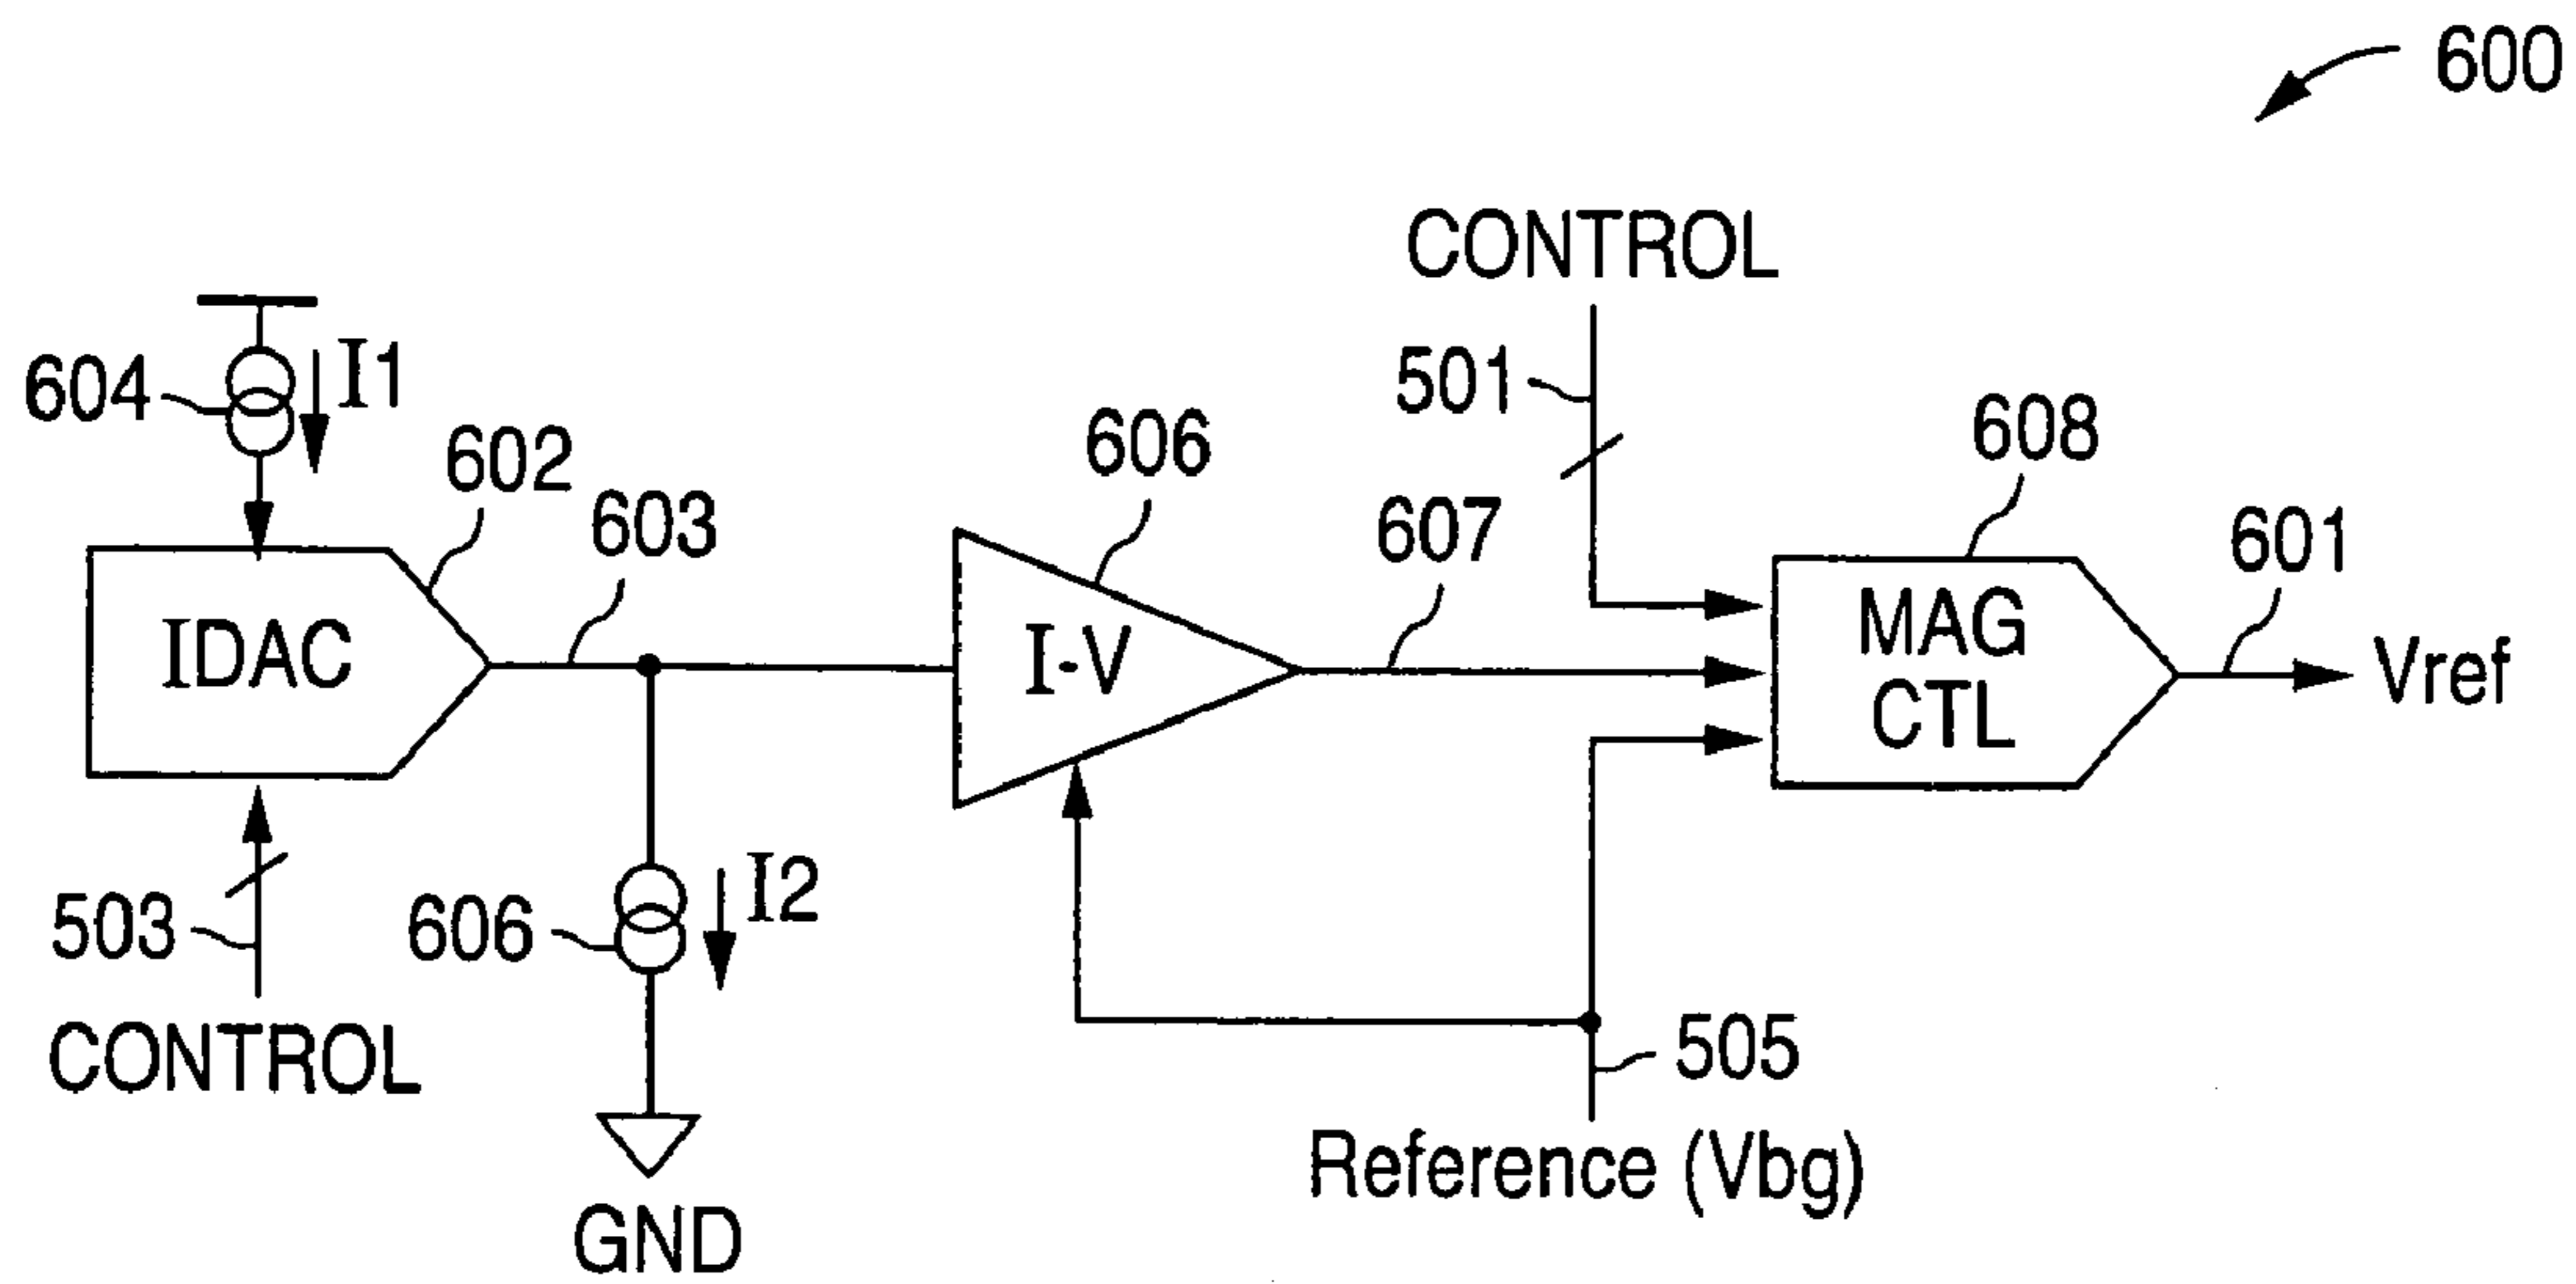 600
CONTROL
501
604
I1
602
603
606
607
608
601
IDAC
I-V
MAG
CTL
Vref
503
606
I2
505
CONTROL
Reference (Vbg)
GND